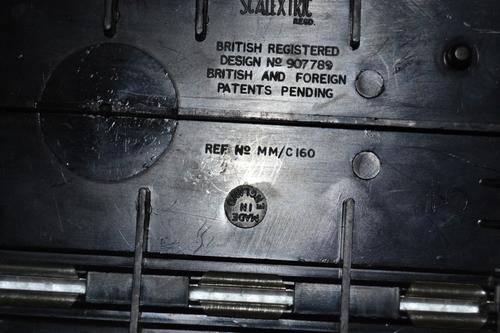 SCALEXTRIC
REGD.
BRITISH REGISTERED
DESIGN Nº 907789
BRITISH AND FOREIGN
PATENTS PENDING
REF. Nº MM/C160
MADE
IN
ENGLAND